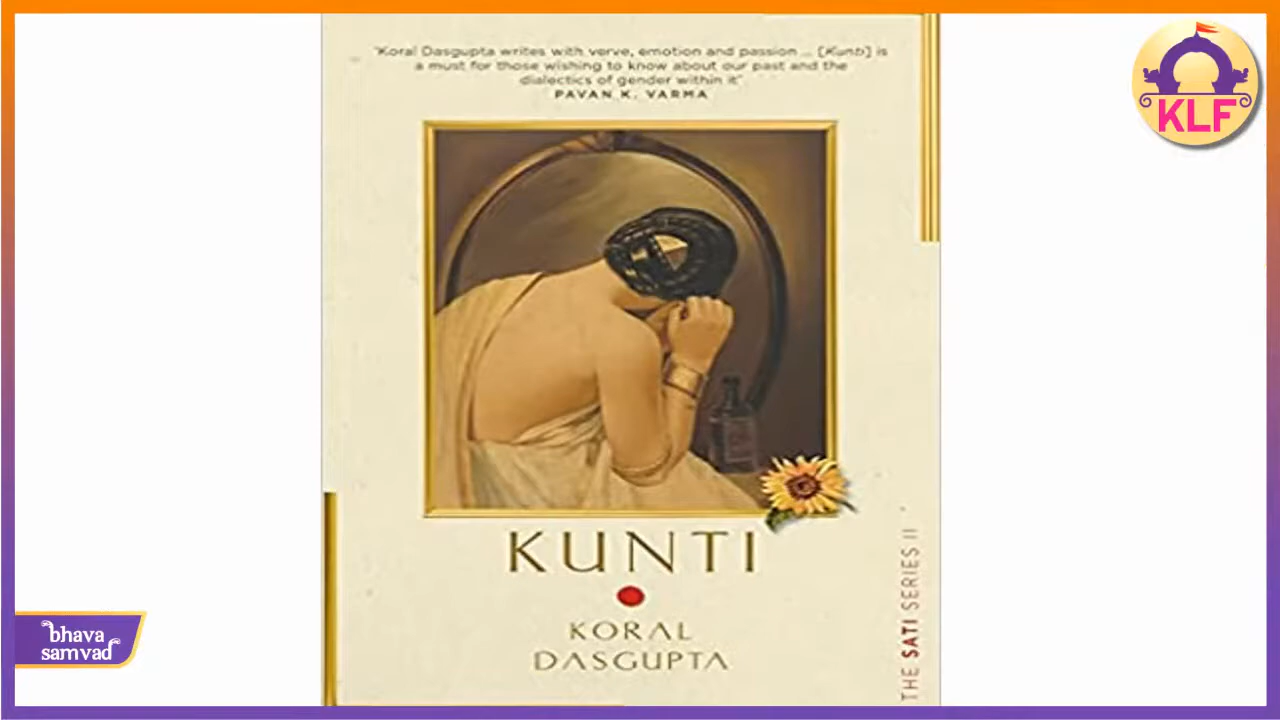 'Koral Dasgupta writes with verve, emotion and passion ... [Kunti] is
a must for those wishing to know about our past and the
dialectics of gender within it'
PAVAN K. VARMA
KLF
KUNTI
KORAL
DASGUPTA
THE SATI SERIES II
bhava
samvad